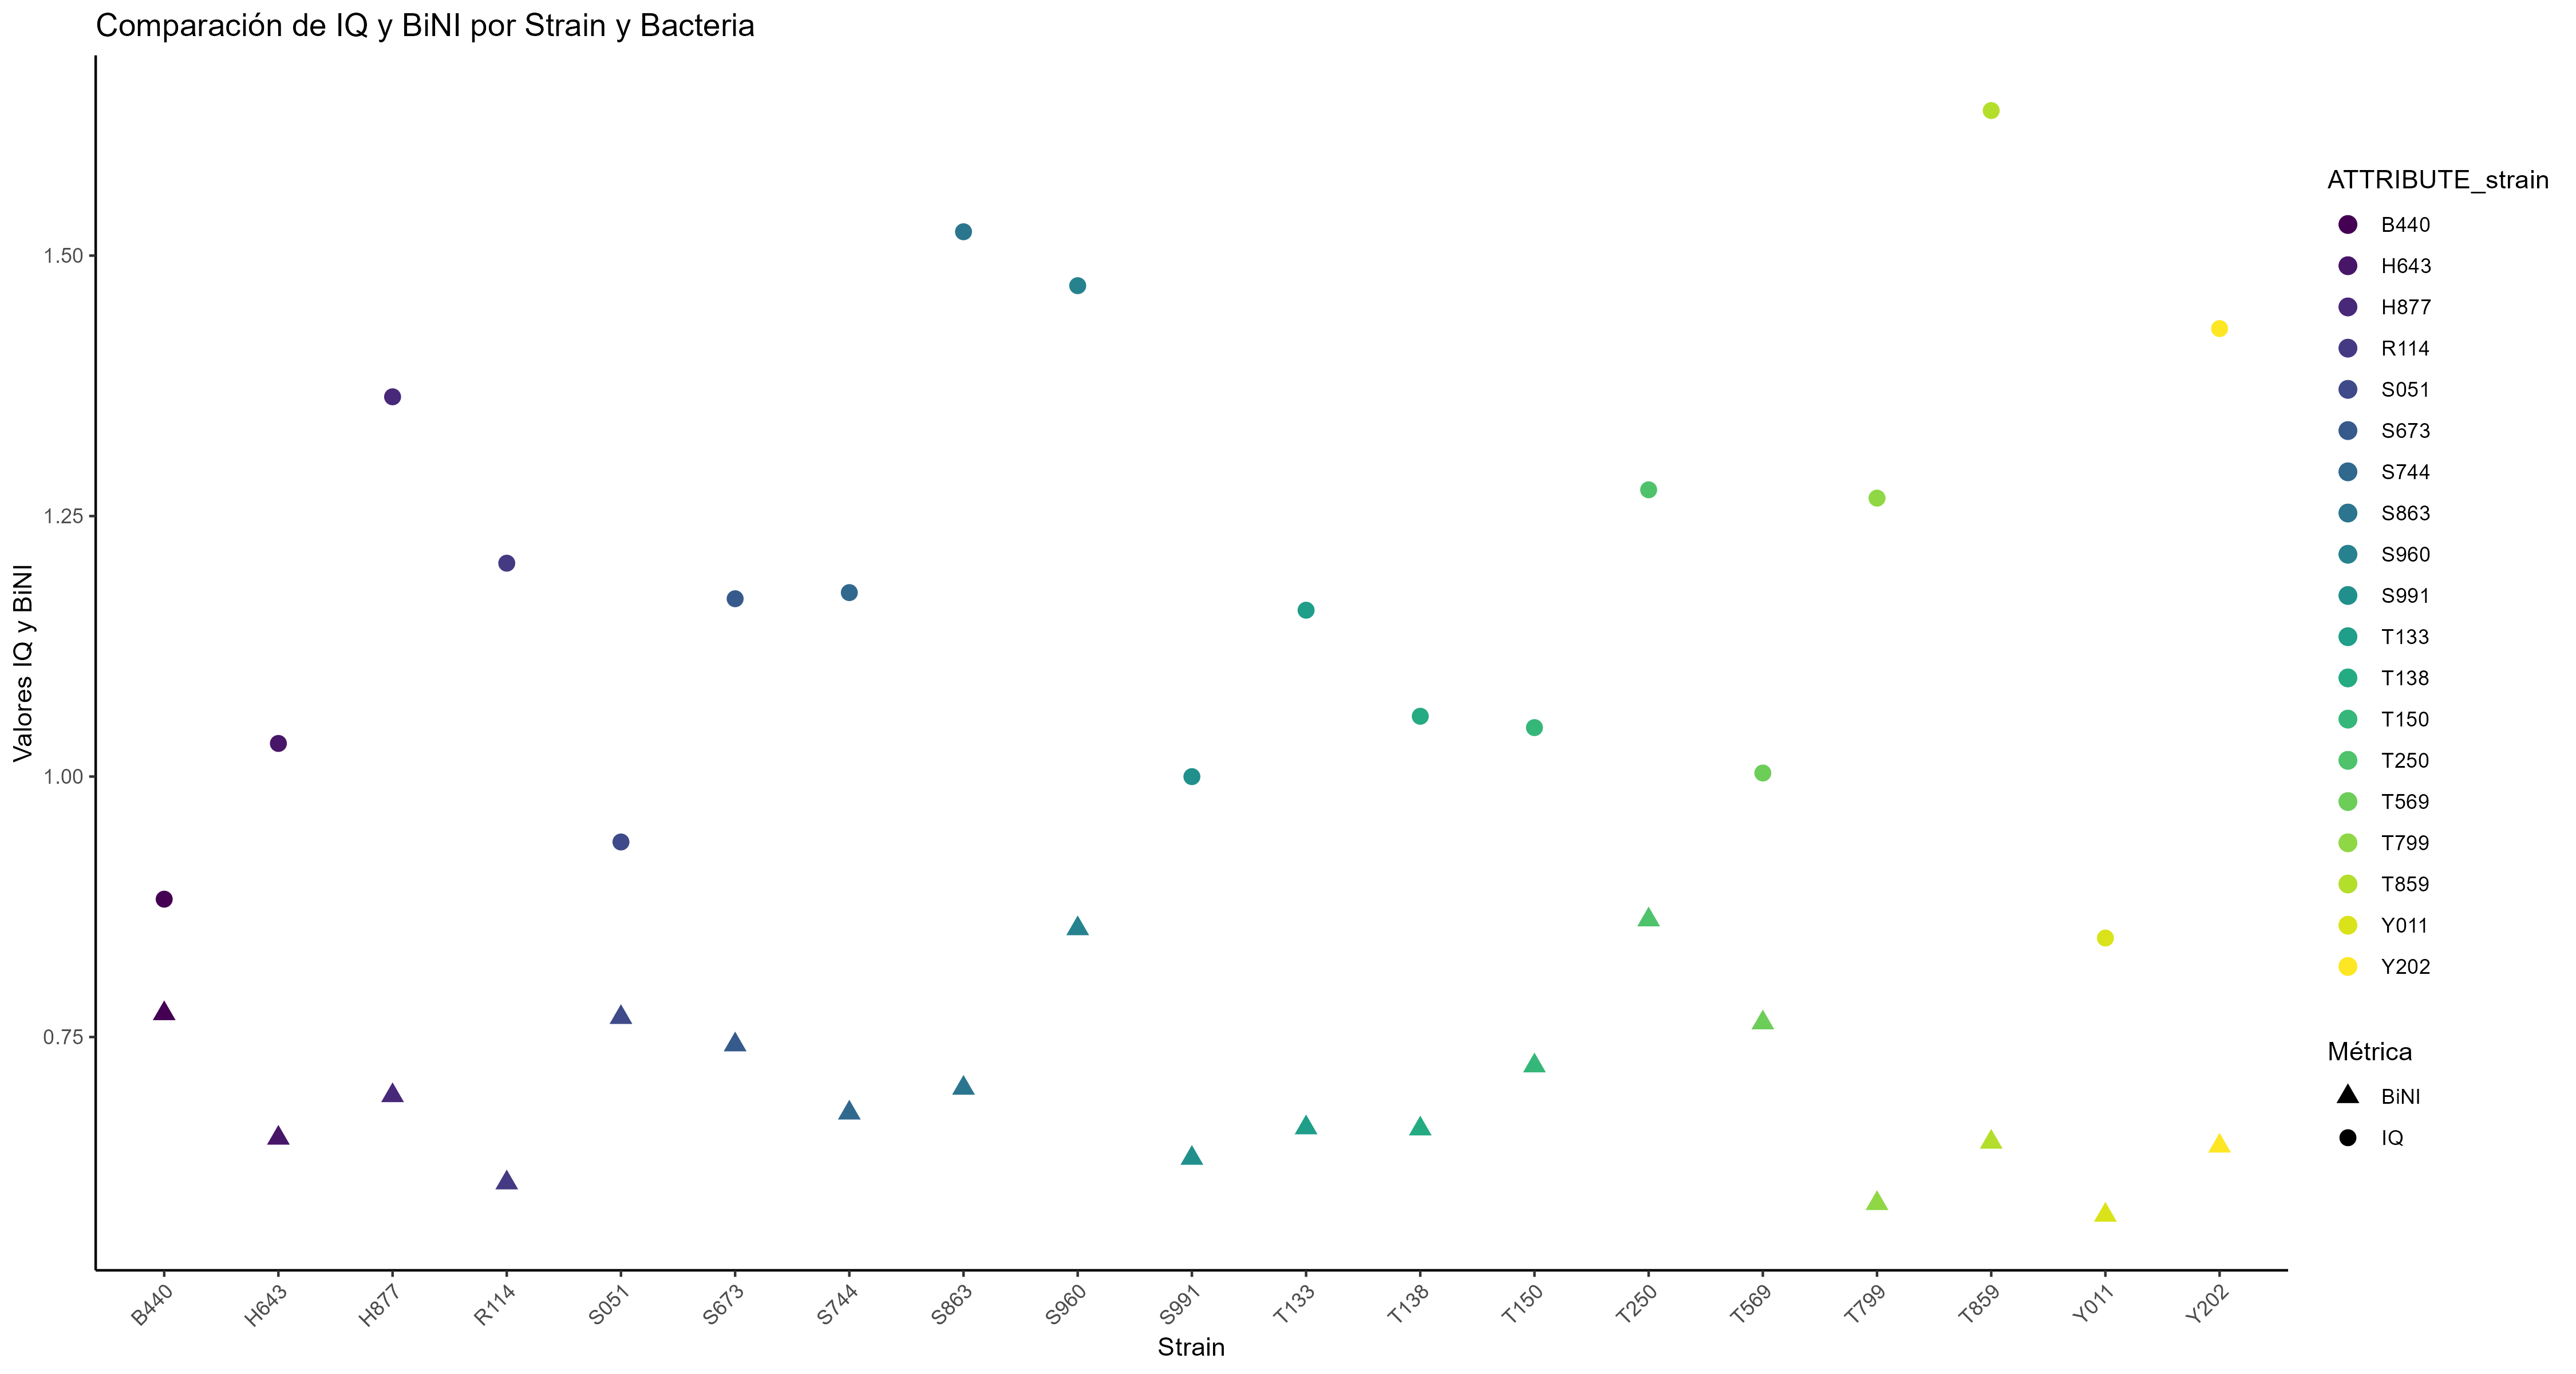 Comparación de IQ y BiNI por Strain y Bacteria
Valores IQ y BiNI
1.50
1.25
1.00
0.75
B440
H643
H877
R114
S051
S673
S744
S863
S960
S991
T133
T138
T150
T250
T569
T799
T859
Y011
Y202
Strain
ATTRIBUTE_strain
B440
H643
H877
R114
S051
S673
S744
S863
S960
S991
T133
T138
T150
T250
T569
T799
T859
Y011
Y202
Métrica
BiNI
IQ